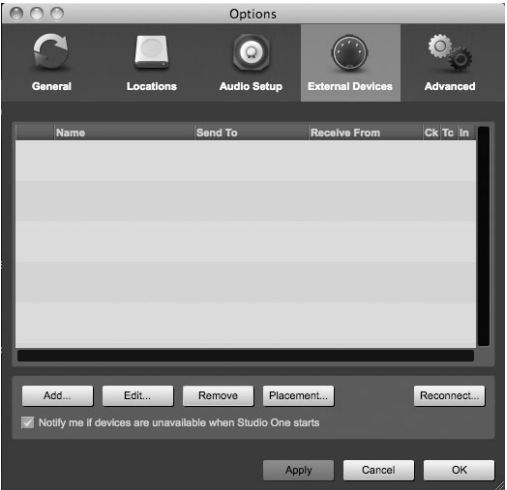 Options
General Locations Audio Setup External Devices Advanced
Name Send To Receive From Ck Tc In
Add... Edit... Remove Placement... Reconnect...
Notify me if devices are unavailable when Studio One starts
Apply Cancel OK